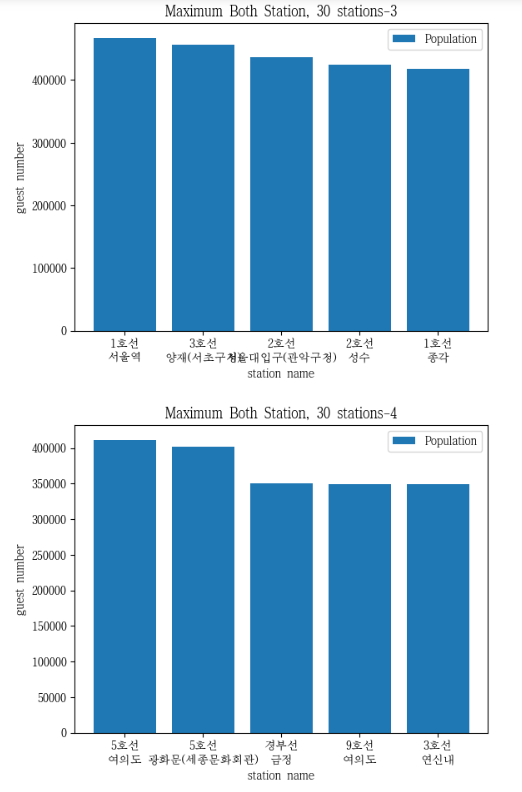 Maximum Both Station, 30 stations-3
Population
400000
300000
200000
100000
0
guest number
1호선 3호선 2호선 2호선 1호선
서울역 양재(서초구청) 서울대입구(관악구청) 성수 종각
station name
Maximum Both Station, 30 stations-4
Population
400000
350000
300000
250000
200000
150000
100000
50000
0
guest number
5호선 5호선 경부선 9호선 3호선
여의도 광화문(세종문화회관) 금정 여의도 연신내
station name